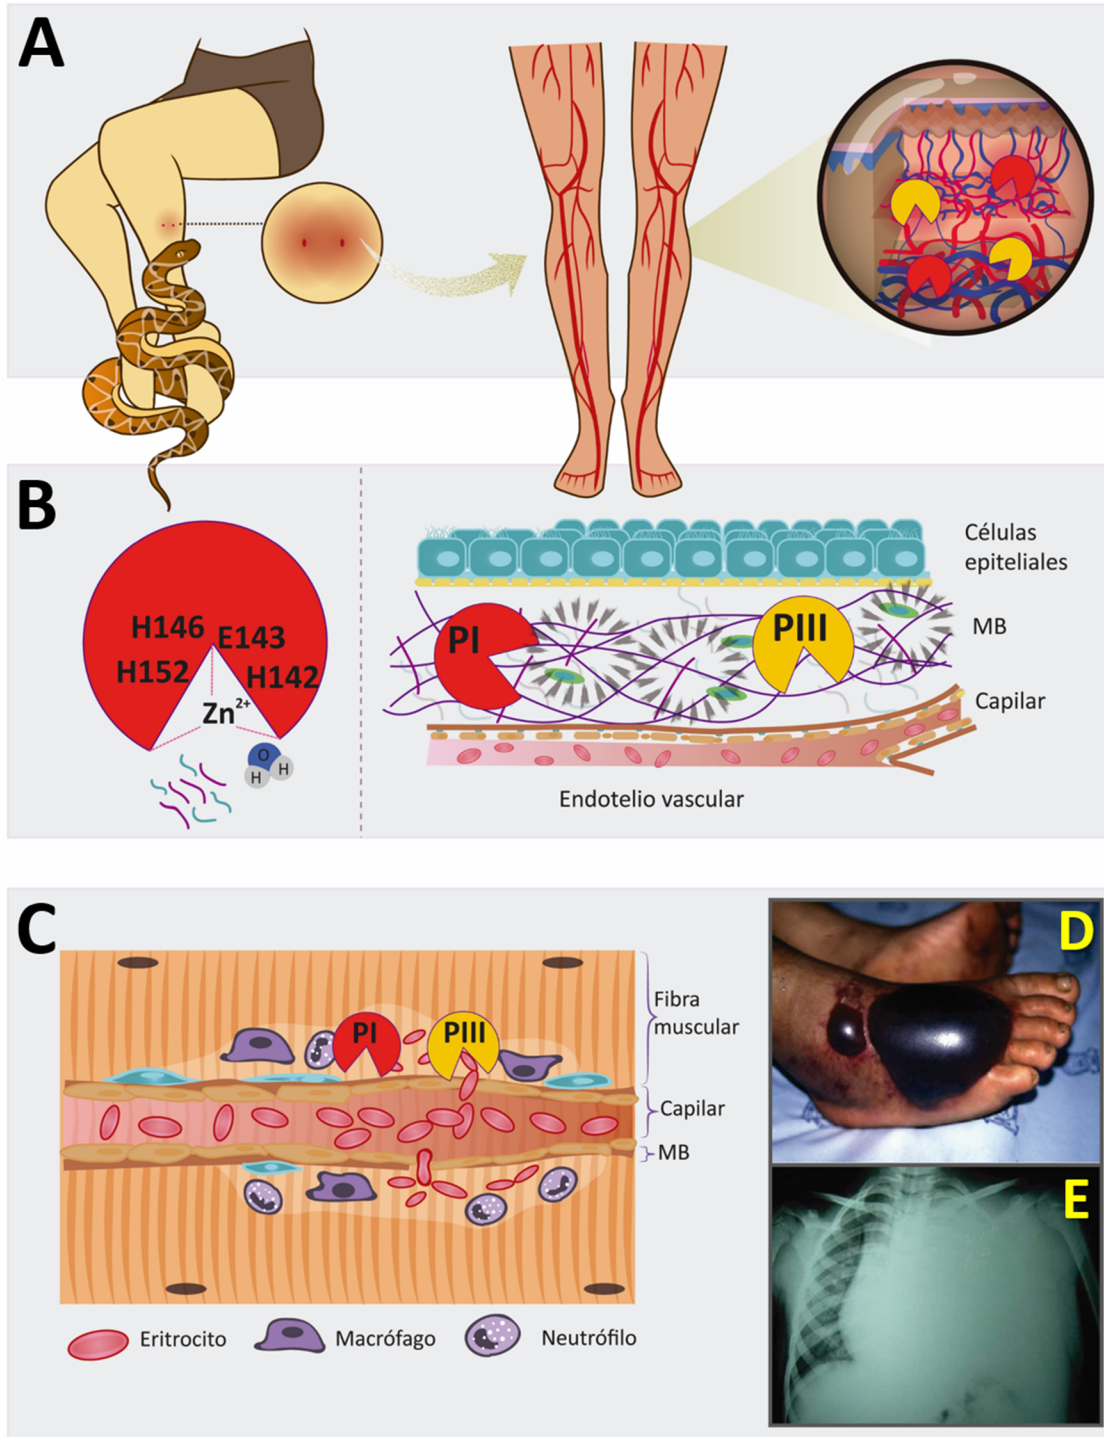 A
B
H146
E143
H152
H142
Zn²⁺
O
H
H
PI
PIII
Células
epiteliales
MB
Capilar
Endotelio vascular
C
PI
PIII
Fibra
muscular
Capilar
MB
Eritrocito
Macrófago
Neutrófilo
D
E